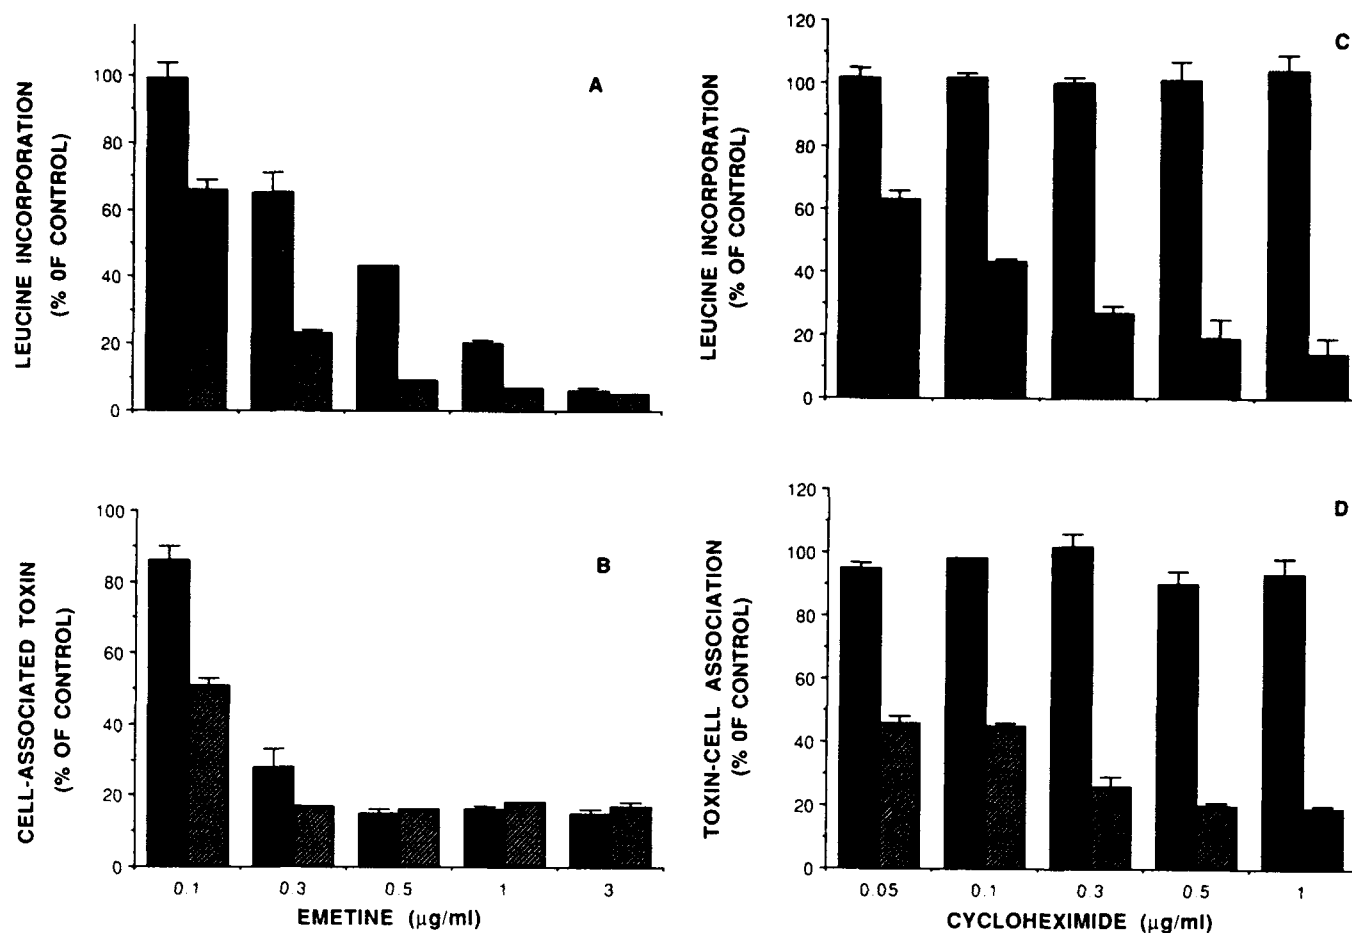 A
LEUCINE INCORPORATION
(% 0F CONTROL)
100
80
60
40
20
0
C
LEUCINE INCORPORATION
(% OF CONTROL)
120
100
80
60
40
20
0
B
CELL-ASSOCIATED TOXIN
(% OF CONTROL)
100
80
60
40
20
0
0.1 0.3 0.5 1 3
EMETINE (μg/ml)
D
TOXIN-CELL ASSOCIATION
(% 0F CONTROL)
120
100
80
60
40
20
0
0.05 0.1 0.3 0.5 1
CYCLOHEXIMIDE (μg/ml)